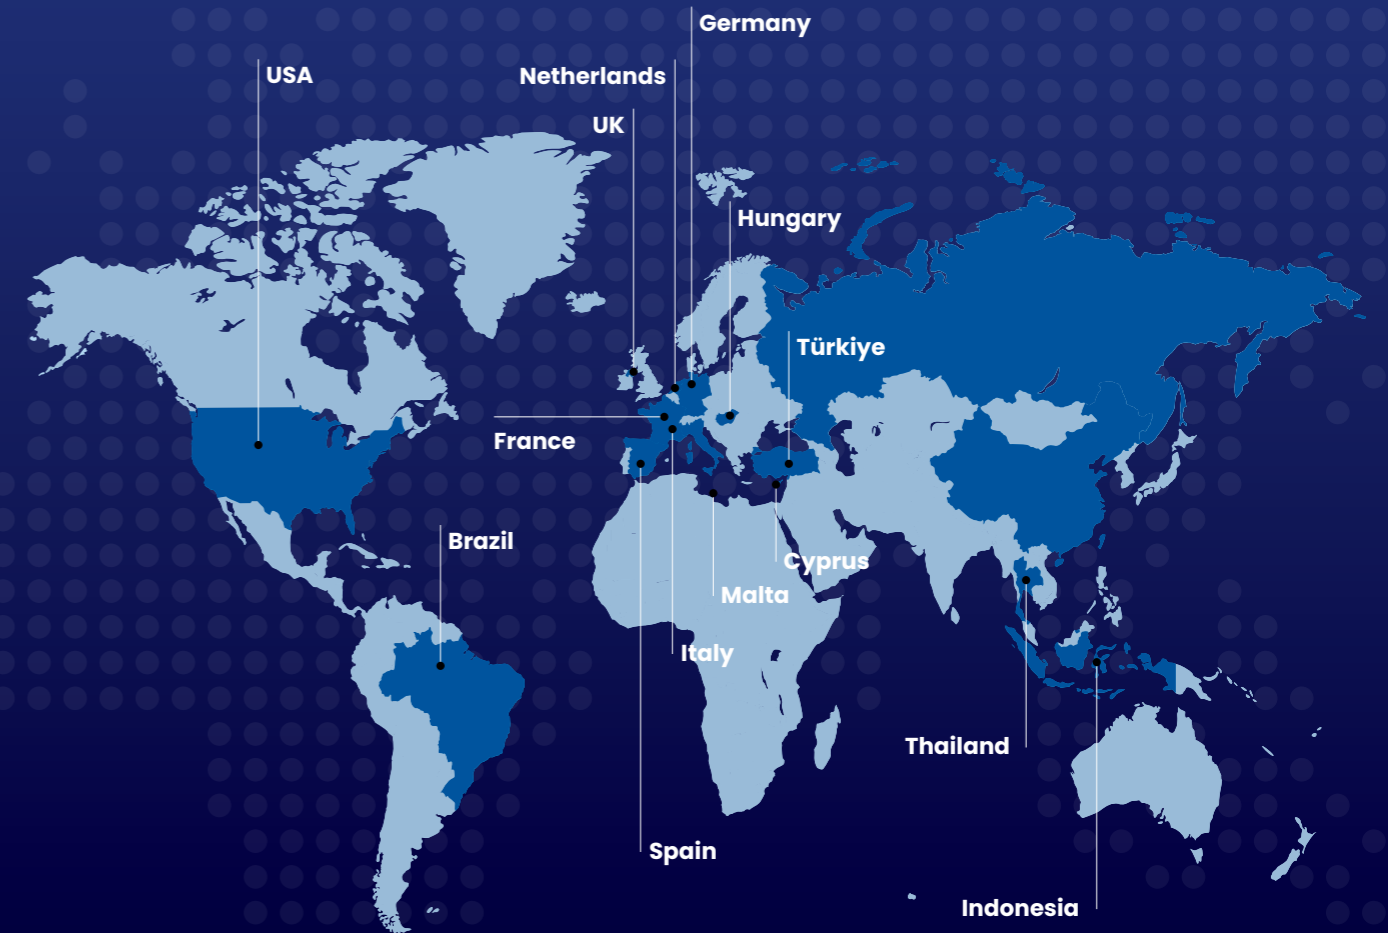 Germany
USA
Netherlands
UK
Hungary
Türkiye
France
Brazil
Cyprus
Malta
Italy
Thailand
Spain
Indonesia